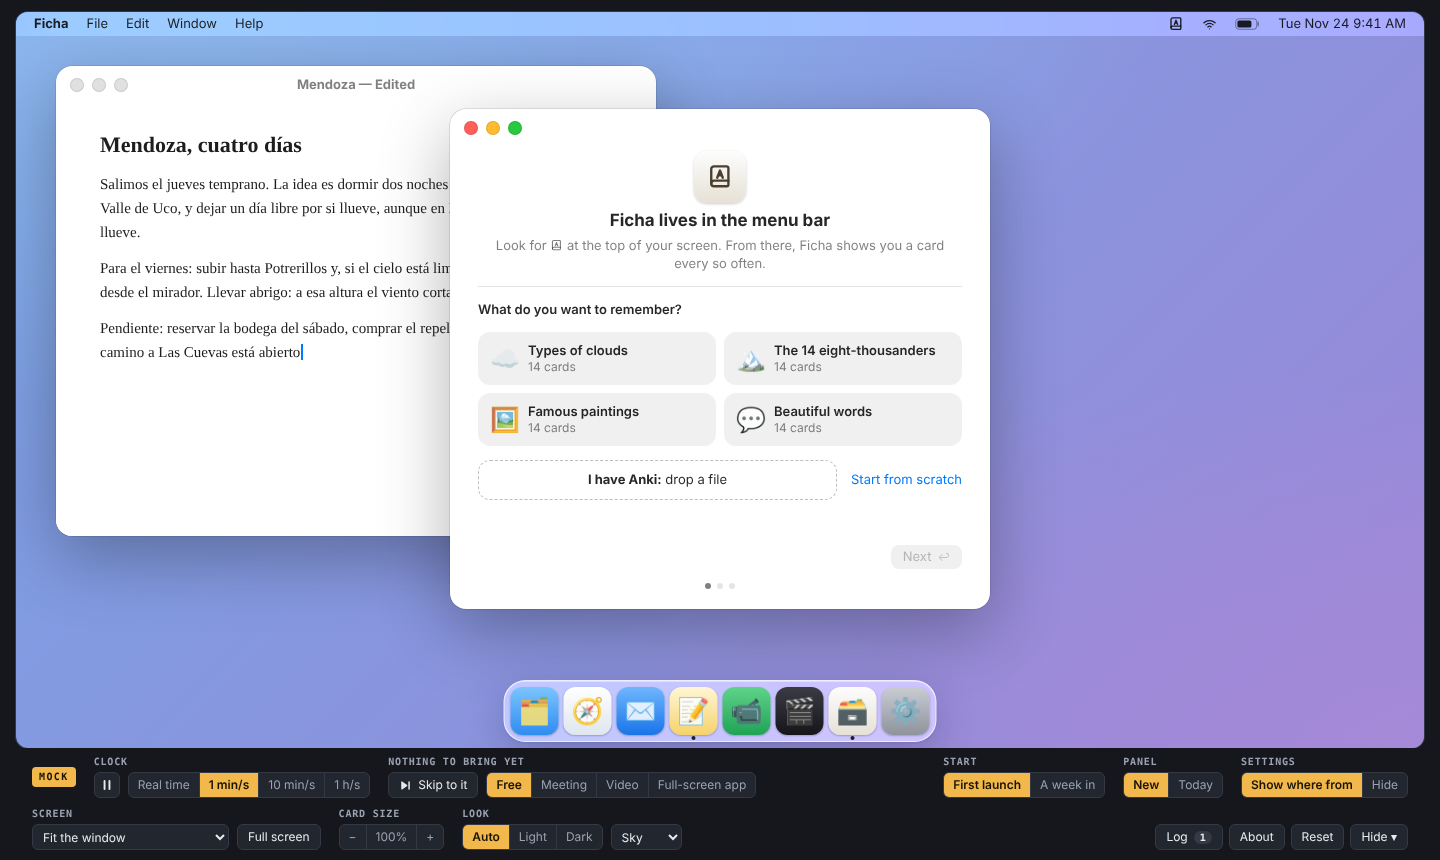 Ficha File Edit Window Help
Tue Nov 24 9:41 AM
Mendoza — Edited
Mendoza, cuatro días
Salimos el jueves temprano. La idea es dormir dos noches
Valle de Uco, y dejar un día libre por si llueve, aunque en
llueve.
Para el viernes: subir hasta Potrerillos y, si el cielo está
desde el mirador. Llevar abrigo: a esa altura el viento
Pendiente: reservar la bodega del sábado, comprar el
camino a Las Cuevas está abierto
Ficha lives in the menu bar
Look for at the top of your screen. From there, Ficha shows you a card
every so often.
What do you want to remember?
Types of clouds
14 cards
The 14 eight-thousanders
14 cards
Famous paintings
14 cards
Beautiful words
14 cards
I have Anki: drop a file
Start from scratch
Next
MOCK
CLOCK
Real time 1 min/s 10 min/s 1 h/s
NOTHING TO BRING YET
Skip to it
Free Meeting Video Full-screen app
START
First launch A week in
PANEL
New Today
SETTINGS
Show where from Hide
SCREEN
Fit the window
Full screen
CARD SIZE
− 100% +
LOOK
Auto Light Dark
Sky
Log 1
About
Reset
Hide ▾